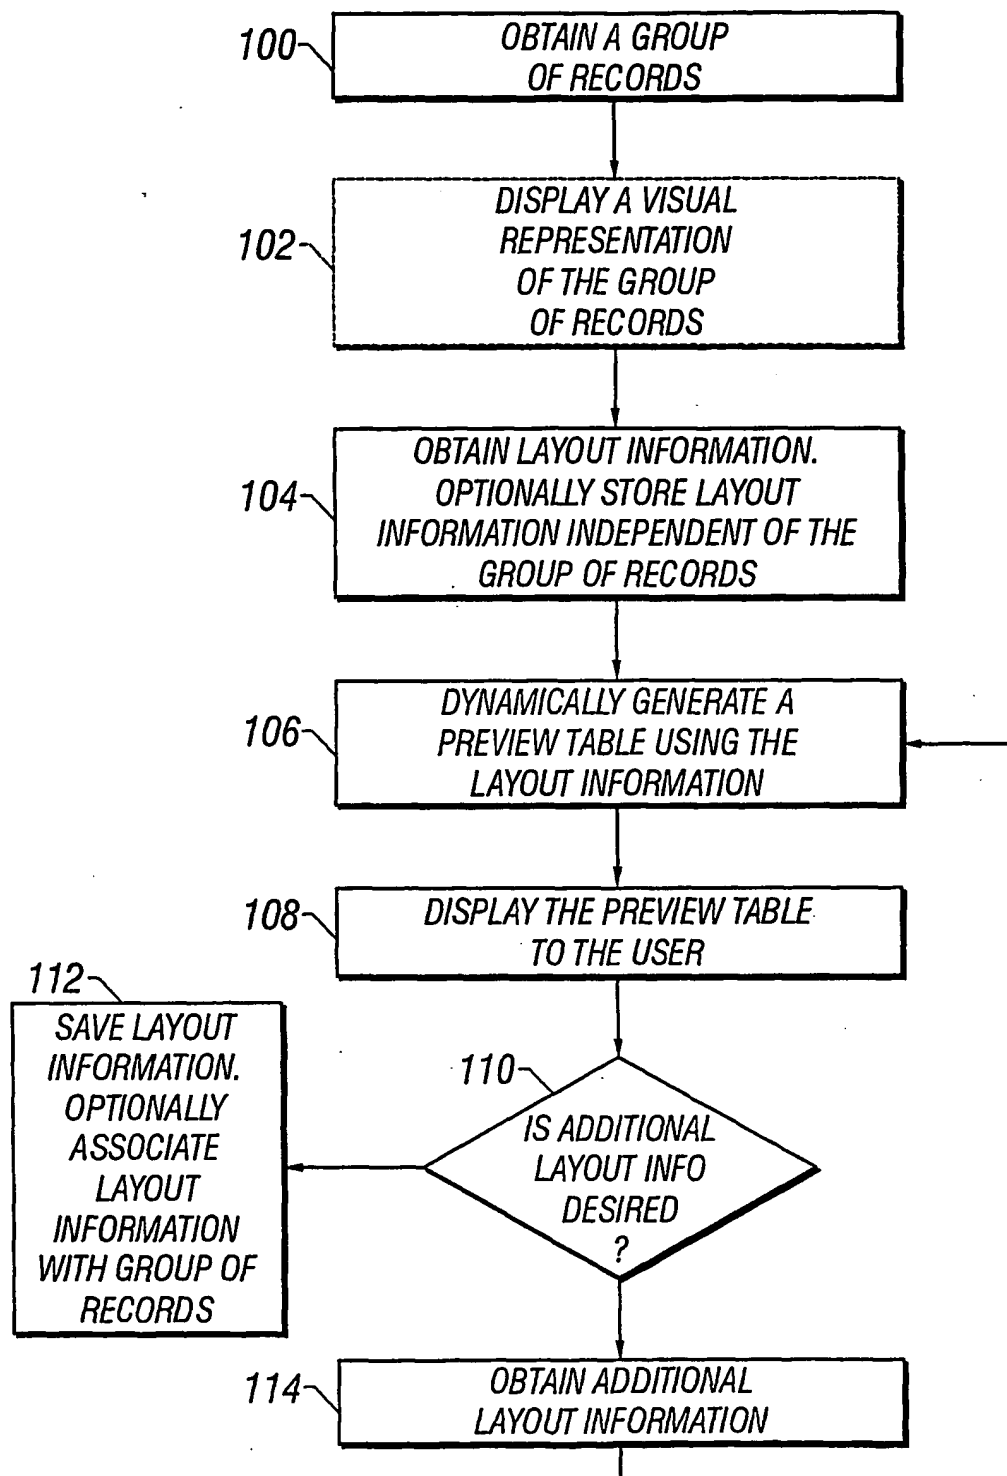 100
OBTAIN A GROUP
OF RECORDS
102
DISPLAY A VISUAL
REPRESENTATION
OF THE GROUP
OF RECORDS
104
OBTAIN LAYOUT INFORMATION.
OPTIONALLY STORE LAYOUT
INFORMATION INDEPENDENT OF THE
GROUP OF RECORDS
106
DYNAMICALLY GENERATE A
PREVIEW TABLE USING THE
LAYOUT INFORMATION
108
DISPLAY THE PREVIEW TABLE
TO THE USER
110
IS ADDITIONAL
LAYOUT INFO
DESIRED
?
112
SAVE LAYOUT
INFORMATION.
OPTIONALLY
ASSOCIATE
LAYOUT
INFORMATION
WITH GROUP OF
RECORDS
114
OBTAIN ADDITIONAL
LAYOUT INFORMATION